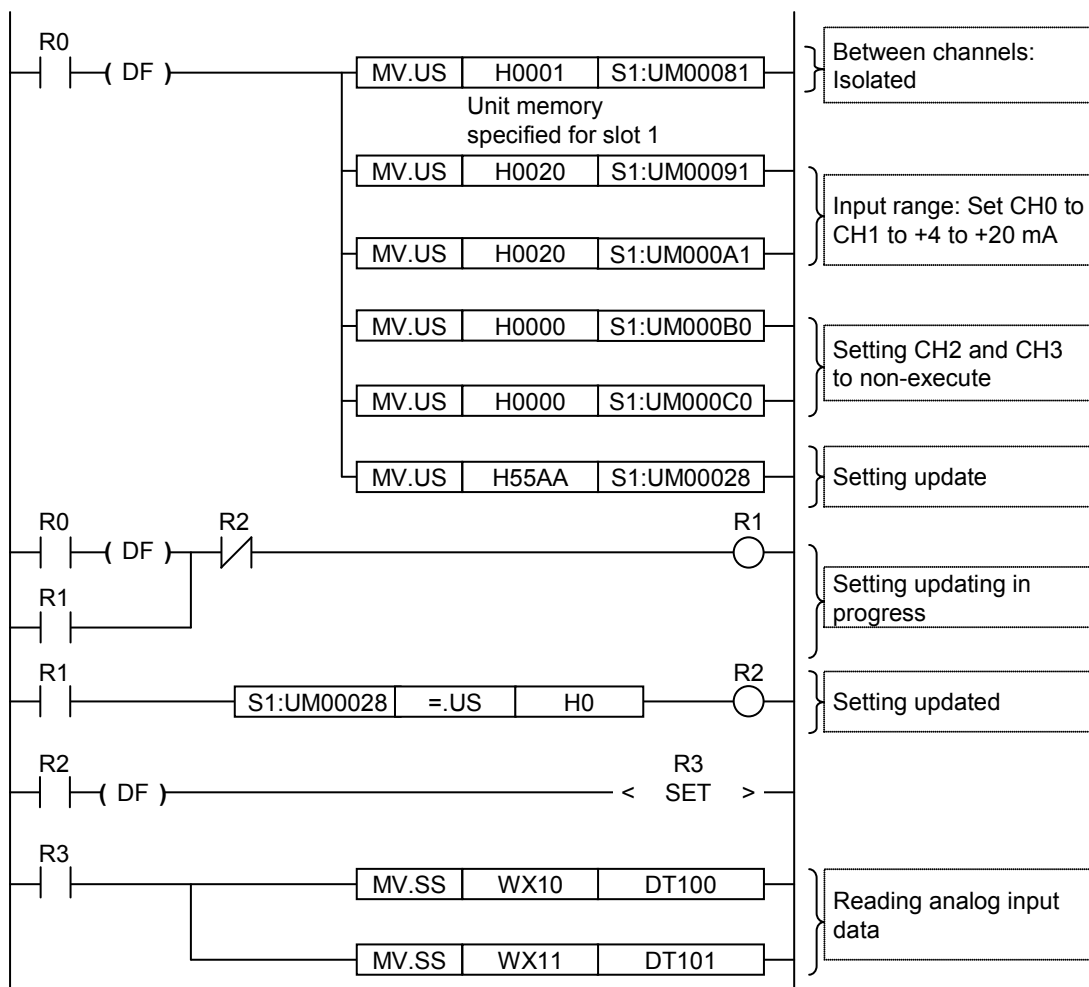 R0
( DF )
MV.US H0001 S1:UM00081
Between channels:
Isolated
Unit memory
specified for slot 1
MV.US H0020 S1:UM00091
Input range: Set CH0 to
CH1 to +4 to +20 mA
MV.US H0020 S1:UM000A1
MV.US H0000 S1:UM000B0
Setting CH2 and CH3
to non-execute
MV.US H0000 S1:UM000C0
MV.US H55AA S1:UM00028
Setting update
R0 R2 R1
( DF )
Setting updating in
progress
R1
R1 R2
S1:UM00028 =.US H0
Setting updated
R2 R3
( DF ) < SET >
R3
MV.SS WX10 DT100
Reading analog input
data
MV.SS WX11 DT101